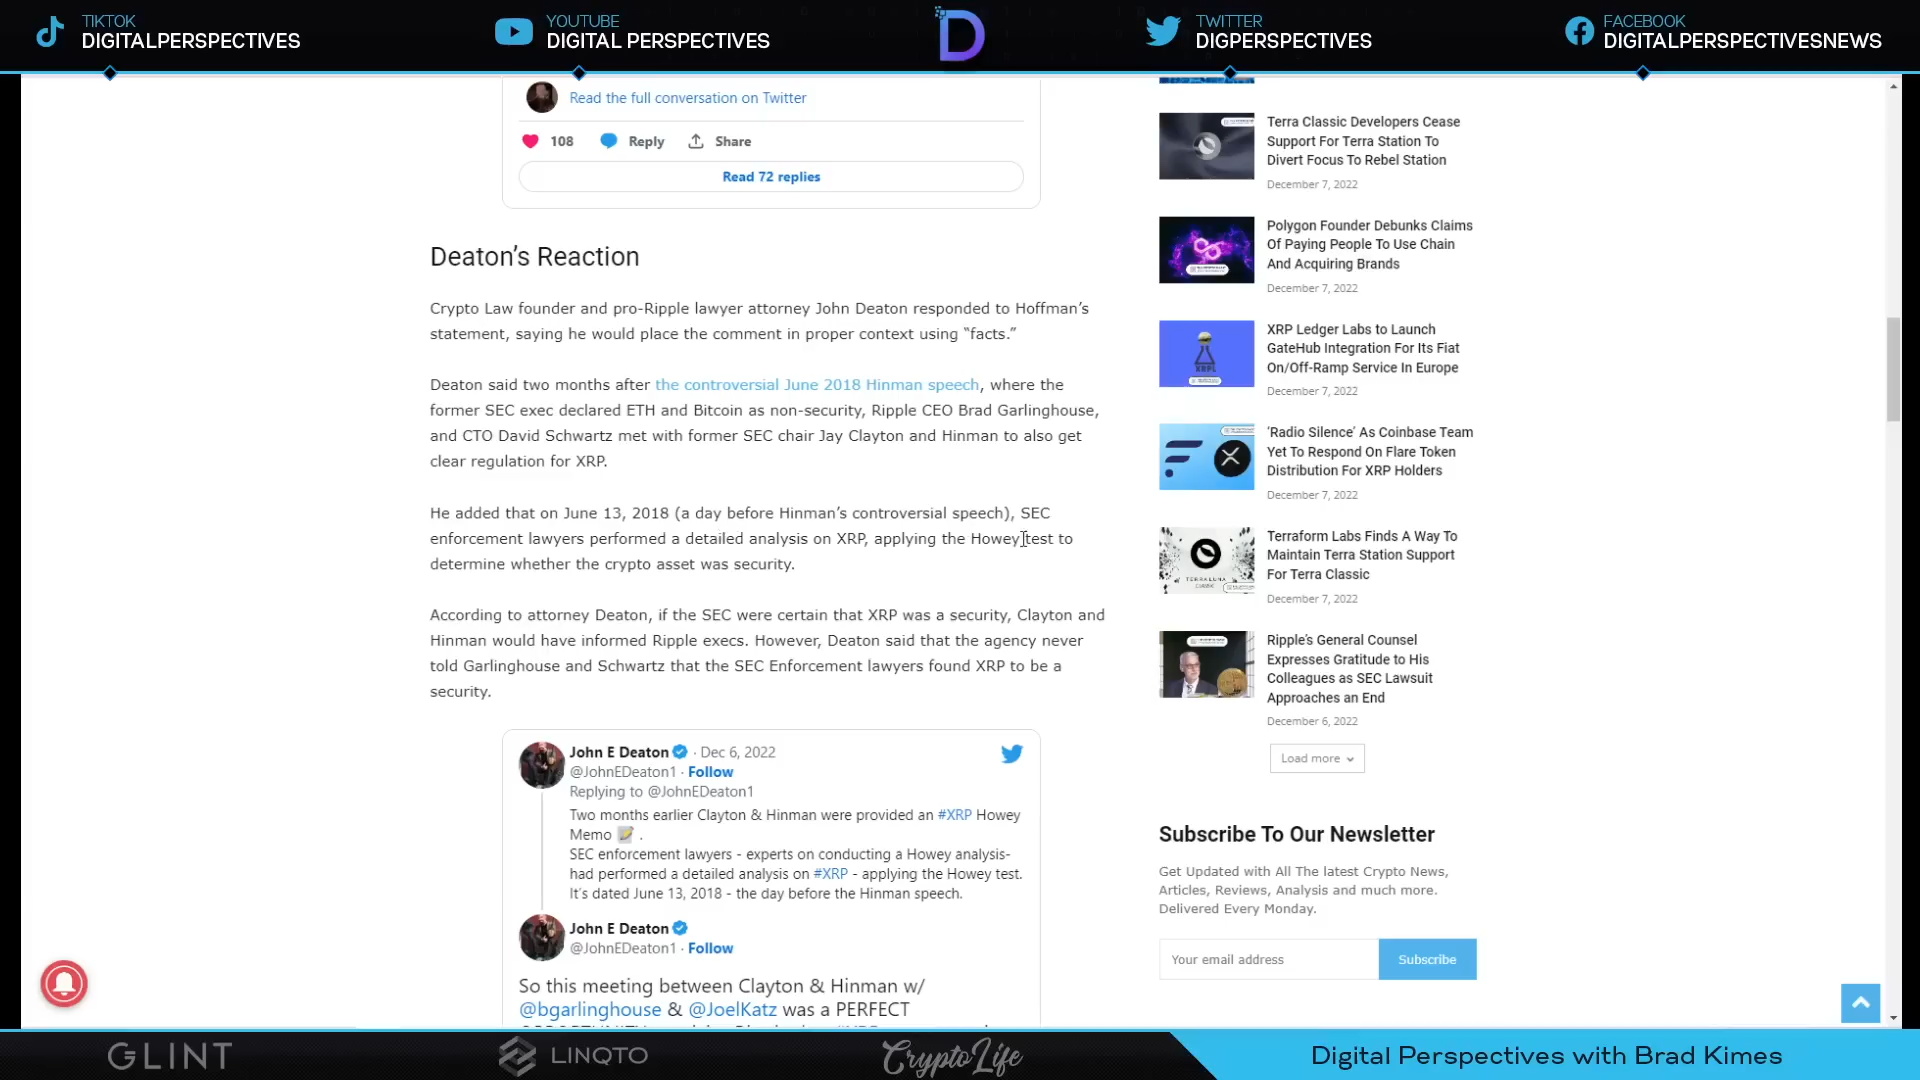 TIKTOK
DIGITALPERSPECTIVES
YOUTUBE
DIGITAL PERSPECTIVES
D
TWITTER
DIGPERSPECTIVES
FACEBOOK
DIGITALPERSPECTIVESNEWS
Read the full conversation on Twitter
108 Reply Share
Read 72 replies
Deaton’s Reaction
Crypto Law founder and pro-Ripple lawyer attorney John Deaton responded to Hoffman’s
statement, saying he would place the comment in proper context using “facts.”
Deaton said two months after the controversial June 2018 Hinman speech, where the
former SEC exec declared ETH and Bitcoin as non-security, Ripple CEO Brad Garlinghouse,
and CTO David Schwartz met with former SEC chair Jay Clayton and Hinman to also get
clear regulation for XRP.
He added that on June 13, 2018 (a day before Hinman’s controversial speech), SEC
enforcement lawyers performed a detailed analysis on XRP, applying the Howey test to
determine whether the crypto asset was security.
According to attorney Deaton, if the SEC were certain that XRP was a security, Clayton and
Hinman would have informed Ripple execs. However, Deaton said that the agency never
told Garlinghouse and Schwartz that the SEC Enforcement lawyers found XRP to be a
security.
John E Deaton · Dec 6, 2022
@JohnEDeaton1 · Follow
Replying to @JohnEDeaton1
Two months earlier Clayton & Hinman were provided an #XRP Howey
Memo 📝 .
SEC enforcement lawyers - experts on conducting a Howey analysis-
had performed a detailed analysis on #XRP - applying the Howey test.
It’s dated June 13, 2018 - the day before the Hinman speech.
John E Deaton
@JohnEDeaton1 · Follow
So this meeting between Clayton & Hinman w/
@bgarlinghouse & @JoelKatz was a PERFECT
Terra Classic Developers Cease
Support For Terra Station To
Divert Focus To Rebel Station
December 7, 2022
Polygon Founder Debunks Claims
Of Paying People To Use Chain
And Acquiring Brands
December 7, 2022
XRPL
XRP Ledger Labs to Launch
GateHub Integration For Its Fiat
On/Off-Ramp Service In Europe
December 7, 2022
‘Radio Silence’ As Coinbase Team
Yet To Respond On Flare Token
Distribution For XRP Holders
December 7, 2022
TERRALUNA
CLASSIC
Terraform Labs Finds A Way To
Maintain Terra Station Support
For Terra Classic
December 7, 2022
Ripple’s General Counsel
Expresses Gratitude to His
Colleagues as SEC Lawsuit
Approaches an End
December 6, 2022
Load more
Subscribe To Our Newsletter
Get Updated with All The latest Crypto News,
Articles, Reviews, Analysis and much more.
Delivered Every Monday.
Your email address
Subscribe
GLINT
LINQTO
CryptoLife
Digital Perspectives with Brad Kimes